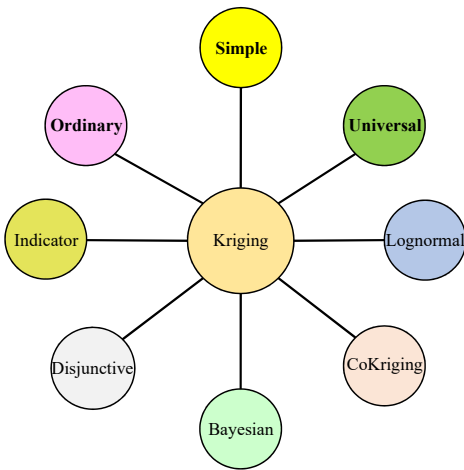 Simple
Ordinary
Universal
Indicator
Kriging
Lognormal
Disjunctive
CoKriging
Bayesian